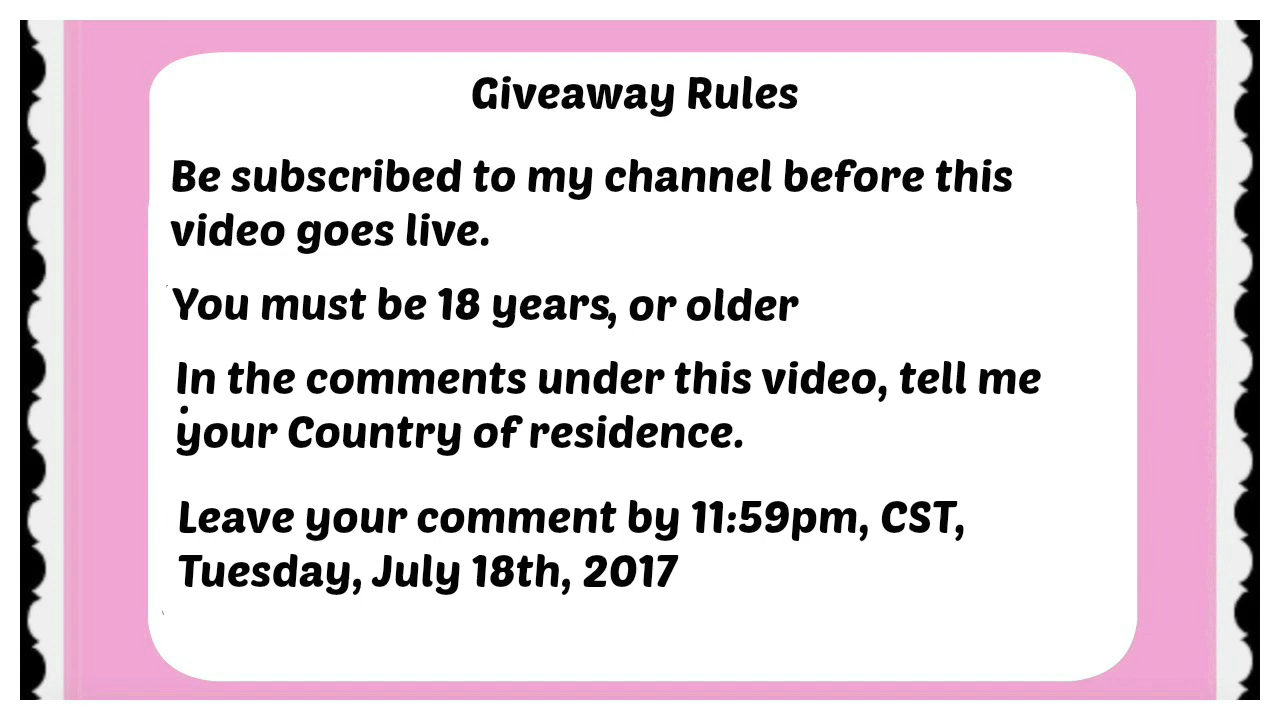 Giveaway Rules
Be subscribed to my channel before this
video goes live.
You must be 18 years, or older
In the comments under this video, tell me
your Country of residence.
Leave your comment by 11:59pm, CST,
Tuesday, July 18th, 2017